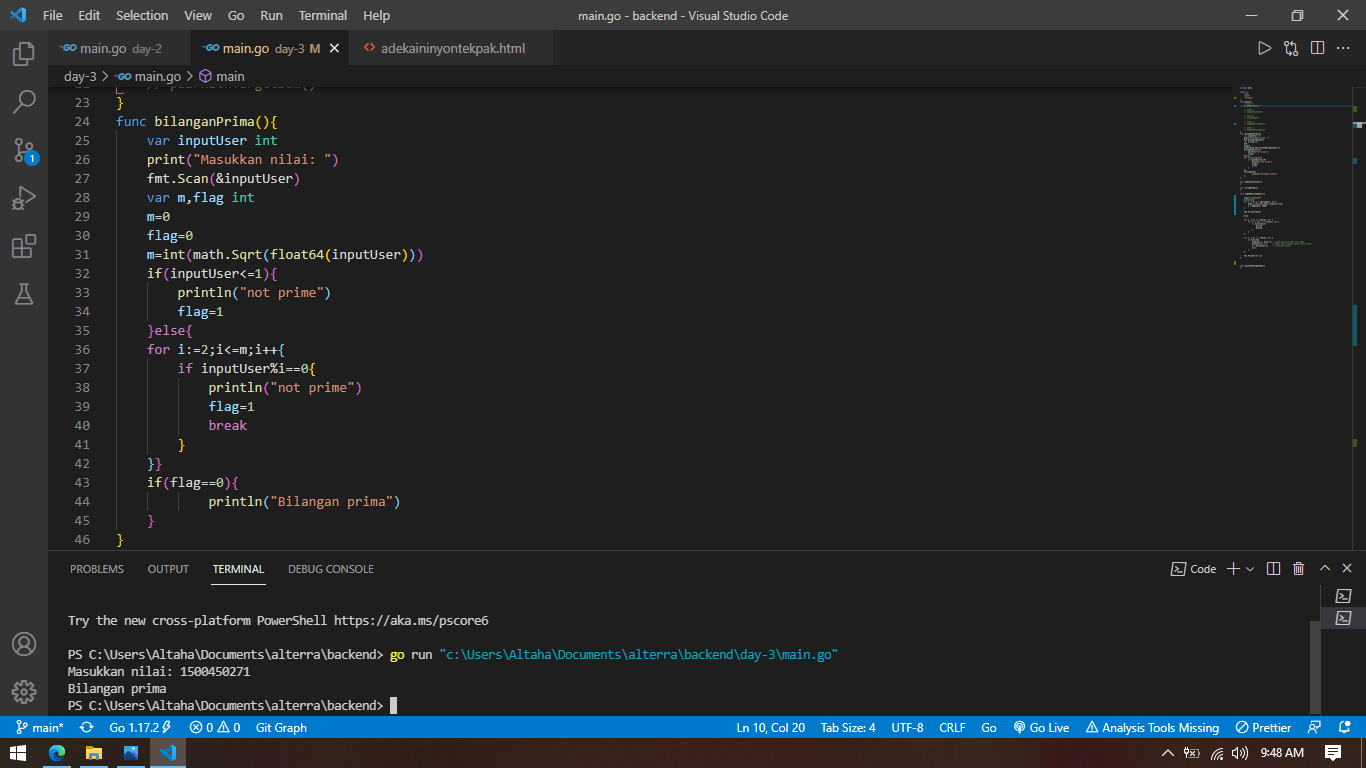 File Edit Selection View Go Run Terminal Help main.go - backend - Visual Studio Code
main.go day-2 main.go day-3 M adekaininyontekpak.html
day-3 > main.go > main
23 }
24 func bilanganPrima(){
25 var inputUser int
26 print("Masukkan nilai: ")
27 fmt.Scan(&inputUser)
28 var m,flag int
29 m=0
30 flag=0
31 m=int(math.Sqrt(float64(inputUser)))
32 if(inputUser<=1){
33 println("not prime")
34 flag=1
35 }else{
36 for i:=2;i<=m;i++{
37 if inputUser%i==0{
38 println("not prime")
39 flag=1
40 break
41 }
42 }}
43 if(flag==0){
44 println("Bilangan prima")
45 }
46 }
1
PROBLEMS OUTPUT TERMINAL DEBUG CONSOLE Code
Try the new cross-platform PowerShell https://aka.ms/pscore6
PS C:\Users\Altaha\Documents\alterra\backend> go run "c:\Users\Altaha\Documents\alterra\backend\day-3\main.go"
Masukkan nilai: 1500450271
Bilangan prima
PS C:\Users\Altaha\Documents\alterra\backend>
main* Go 1.17.2 0 0 Git Graph Ln 10, Col 20 Tab Size: 4 UTF-8 CRLF Go Go Live Analysis Tools Missing Prettier
9:48 AM